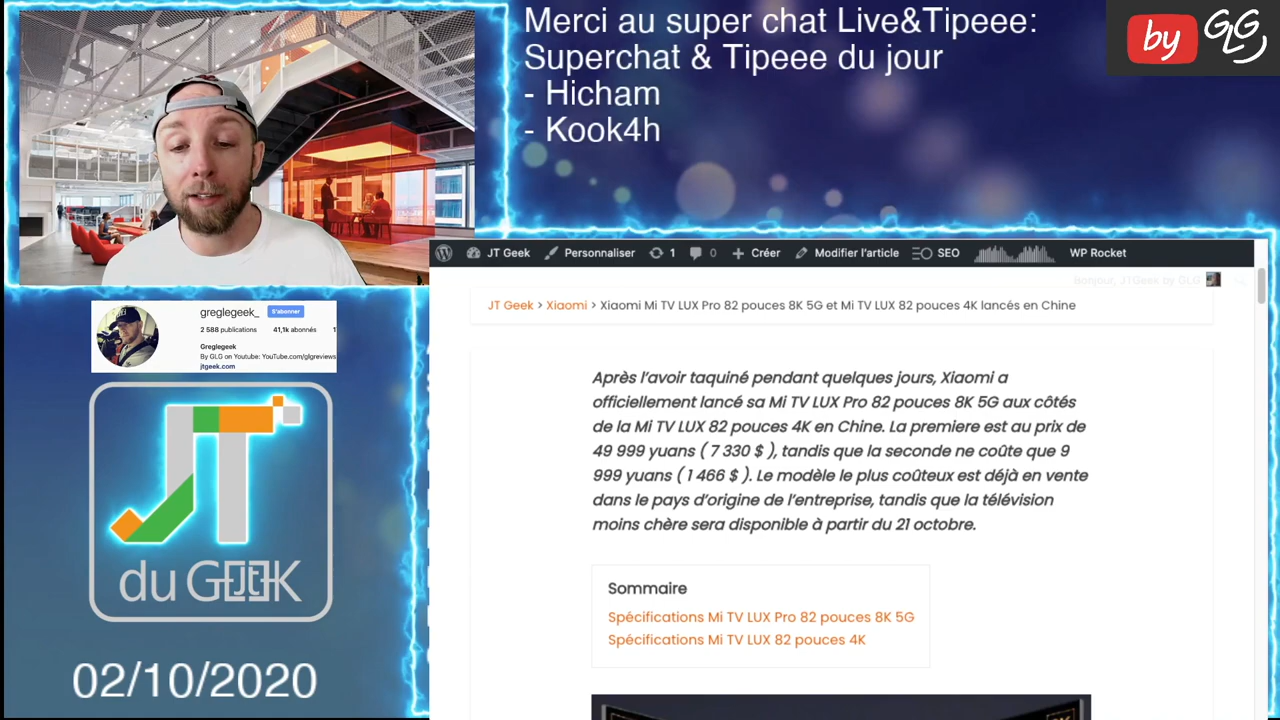 Merci au super chat Live&Tipeee:
Superchat & Tipeee du jour
- Hicham
- Kook4h
by GLG
greglegeek_ S'abonner
2 588 publications 41,1k abonnés 1
Greglegeek
By GLG on Youtube: YouTube.com/glgreviews
jtgeek.com
JT
du GEEK
02/10/2020
JT Geek Personnaliser 1 0 Créer Modifier l'article SEO WP Rocket
Bonjour, JTGeek by GLG
JT Geek > Xiaomi > Xiaomi Mi TV LUX Pro 82 pouces 8K 5G et Mi TV LUX 82 pouces 4K lancés en Chine
Après l'avoir taquiné pendant quelques jours, Xiaomi a
officiellement lancé sa Mi TV LUX Pro 82 pouces 8K 5G aux côtés
de la Mi TV LUX 82 pouces 4K en Chine. La premiere est au prix de
49 999 yuans ( 7 330 $ ), tandis que la seconde ne coûte que 9
999 yuans ( 1 466 $ ). Le modèle le plus coûteux est déjà en vente
dans le pays d'origine de l'entreprise, tandis que la télévision
moins chère sera disponible à partir du 21 octobre.
Sommaire
Spécifications Mi TV LUX Pro 82 pouces 8K 5G
Spécifications Mi TV LUX 82 pouces 4K